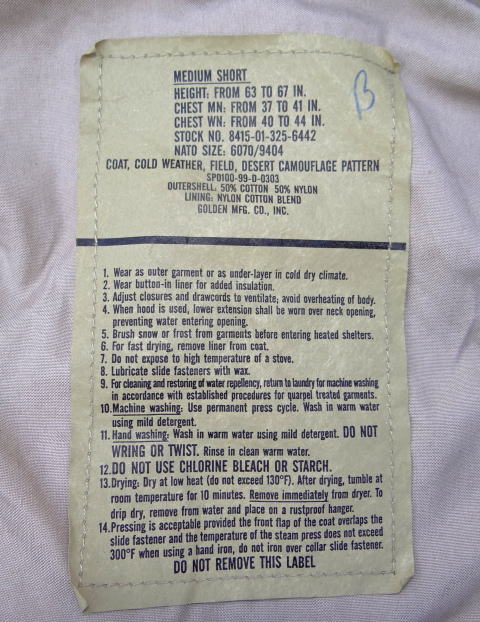 MEDIUM SHORT
B
HEIGHT: FROM 63 TO 67 IN.
CHEST MN: FROM 37 TO 41 IN.
CHEST WN: FROM 40 TO 44 IN.
STOCK NO. 8415-01-325-6442
NATO SIZE: 6070/9404
COAT, COLD WEATHER, FIELD, DESERT CAMOUFLAGE PATTERN
SPO100-99-D-0303
OUTERSHELL: 50% COTTON 50% NYLON
LINING: NYLON COTTON BLEND
GOLDEN MFG. CO., INC.
1. Wear as outer garment or as under-layer in cold dry climate.
2. Wear button-in liner for added insulation.
3. Adjust closures and drawcords to ventilate; avoid overheating of body.
4. When hood is used, lower extension shall be worn over neck opening,
preventing water entering opening.
5. Brush snow or frost from garments before entering heated shelters.
6. For fast drying, remove liner from coat.
7. Do not expose to high temperature of a stove.
8. Lubricate slide fasteners with wax.
9. For cleaning and restoring of water repellency, return to laundry for machine washing
in accordance with established procedures for quarpel treated garments.
10. Machine washing: Use permanent press cycle. Wash in warm water
using mild detergent.
11. Hand washing: Wash in warm water using mild detergent. DO NOT
WRING OR TWIST. Rinse in clean warm water.
12. DO NOT USE CHLORINE BLEACH OR STARCH.
13. Drying: Dry at low heat (do not exceed 130°F). After drying, tumble at
room temperature for 10 minutes. Remove immediately from dryer. To
drip dry, remove from water and place on a rustproof hanger.
14. Pressing is acceptable provided the front flap of the coat overlaps the
slide fastener and the temperature of the steam press does not exceed
300°F when using a hand iron, do not iron over collar slide fastener.
DO NOT REMOVE THIS LABEL